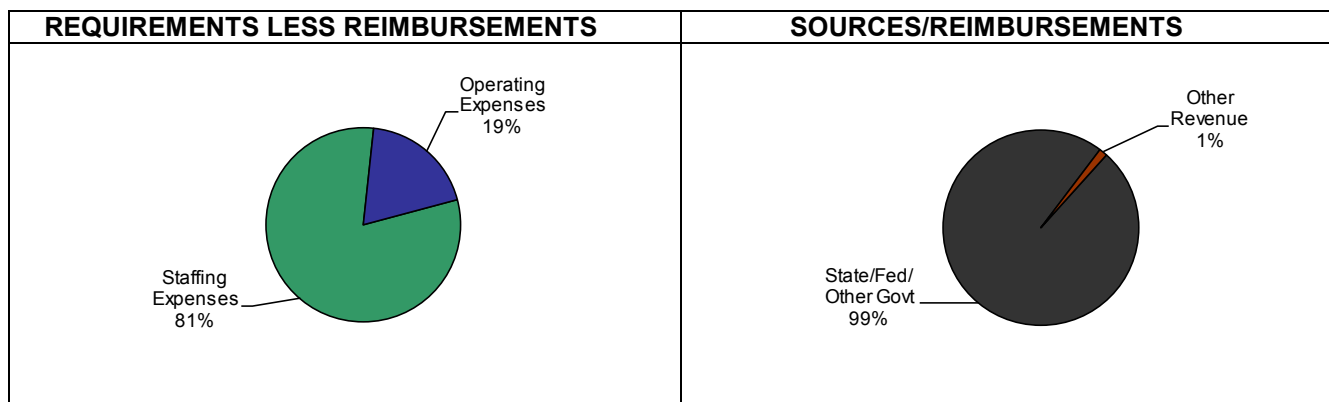 REQUIREMENTS LESS REIMBURSEMENTS
Operating
Expenses
19%
Staffing
Expenses
81%
SOURCES/REIMBURSEMENTS
Other
Revenue
1%
State/Fed/
Other Govt
99%